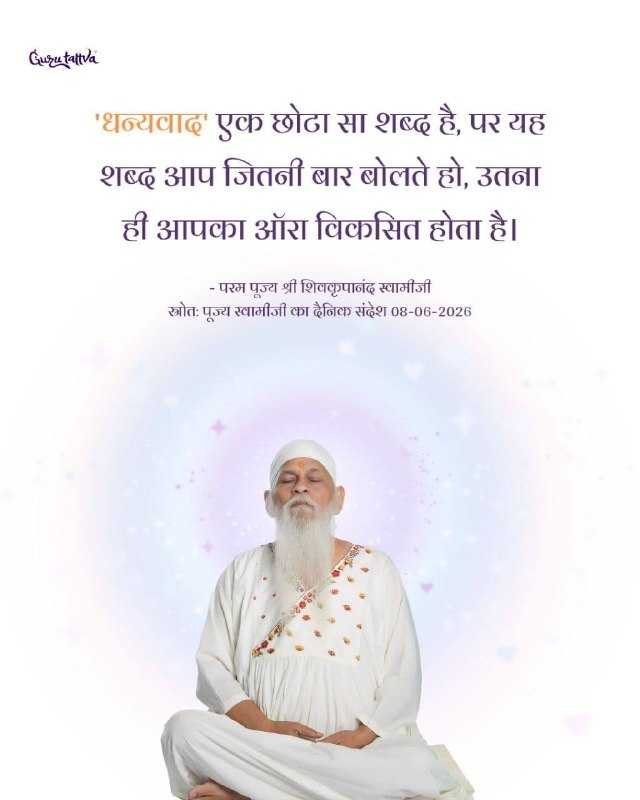 Gurutattva
'धन्यवाद' एक छोटा सा शब्द है, पर यह
शब्द आप जितनी बार बोलते हो, उतना
ही आपका ऑरा विकसित होता है।
- परम पूज्य श्री शिवकृपानंद स्वामीजी
स्त्रोत: पूज्य स्वामीजी का दैनिक संदेश 08-06-2026